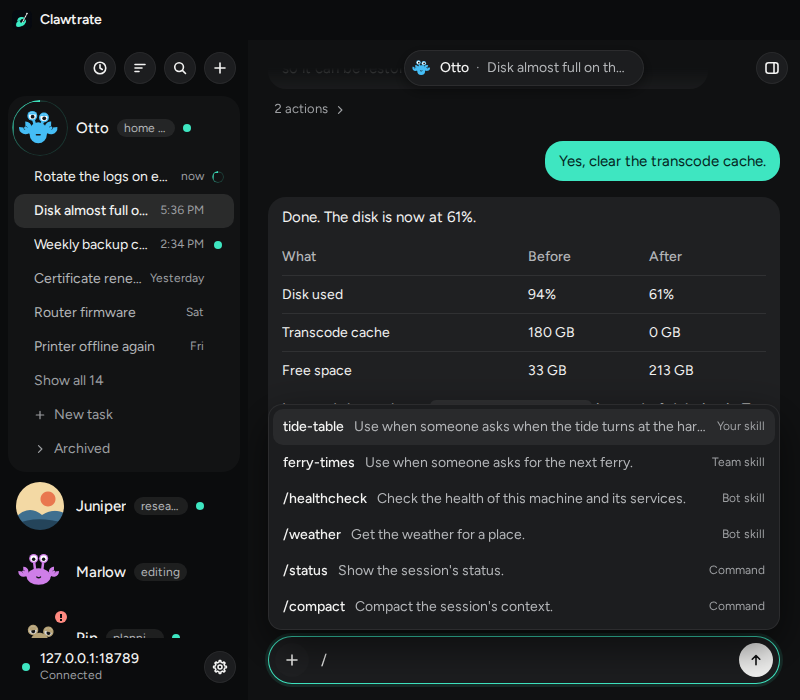 Clawtrate
Otto · Disk almost full on th...
2 actions
Otto home ...
Rotate the logs on e... now
Disk almost full o... 5:36 PM
Weekly backup c... 2:34 PM
Certificate rene... Yesterday
Router firmware Sat
Printer offline again Fri
Show all 14
+ New task
Archived
Juniper resea...
Marlow editing
127.0.0.1:18789
Connected
Yes, clear the transcode cache.
Done. The disk is now at 61%.
What Before After
Disk used 94% 61%
Transcode cache 180 GB 0 GB
Free space 33 GB 213 GB
tide-table Use when someone asks when the tide turns at the har... Your skill
ferry-times Use when someone asks for the next ferry. Team skill
/healthcheck Check the health of this machine and its services. Bot skill
/weather Get the weather for a place. Bot skill
/status Show the session's status. Command
/compact Compact the session's context. Command
/